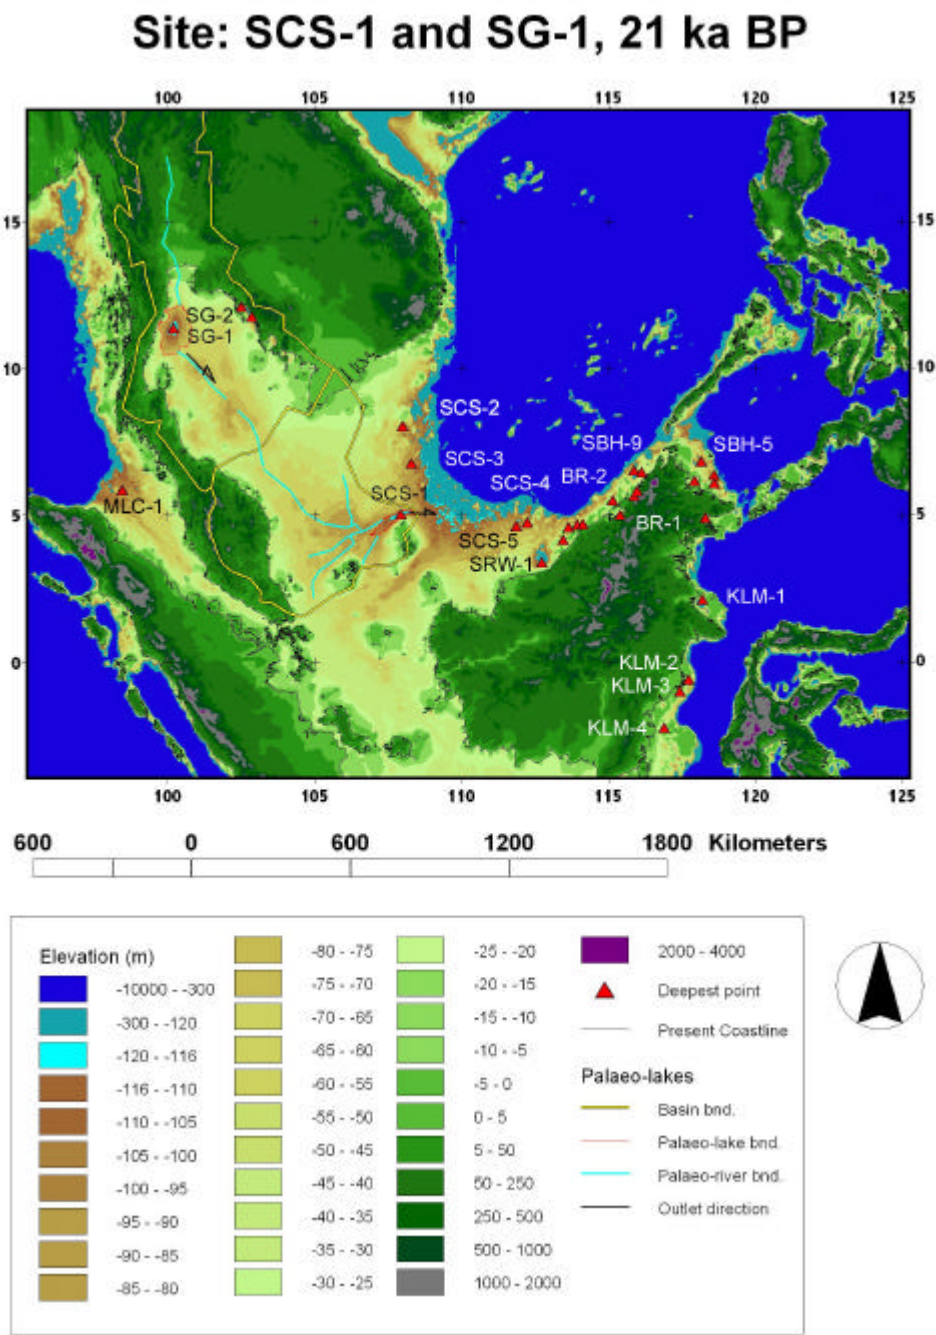 Site: SCS-1 and SG-1, 21 ka BP
100 105 110 115 120 125
15 15
SG-2
SG-1
10 10
SCS-2
SBH-9 SBH-5
SCS-3
BR-2
SCS-4
SCS-1
MLC-1
5 5
BR-1
SCS-5
SRW-1
KLM-1
KLM-2
0 0
KLM-3
KLM-4
100 105 110 115 120 125
600 0 600 1200 1800 Kilometers
Elevation (m)
-10000 - -300
-300 - -120
-120 - -116
-116 - -110
-110 - -105
-105 - -100
-100 - -95
-95 - -90
-90 - -85
-85 - -80
-80 - -75
-75 - -70
-70 - -65
-65 - -60
-60 - -55
-55 - -50
-50 - -45
-45 - -40
-40 - -35
-35 - -30
-30 - -25
-25 - -20
-20 - -15
-15 - -10
-10 - -5
-5 - 0
0 - 5
5 - 50
50 - 250
250 - 500
500 - 1000
1000 - 2000
2000 - 4000
Deepest point
Present Coastline
Palaeo-lakes
Basin bnd.
Palaeo-lake bnd.
Palaeo-river bnd.
Outlet direction